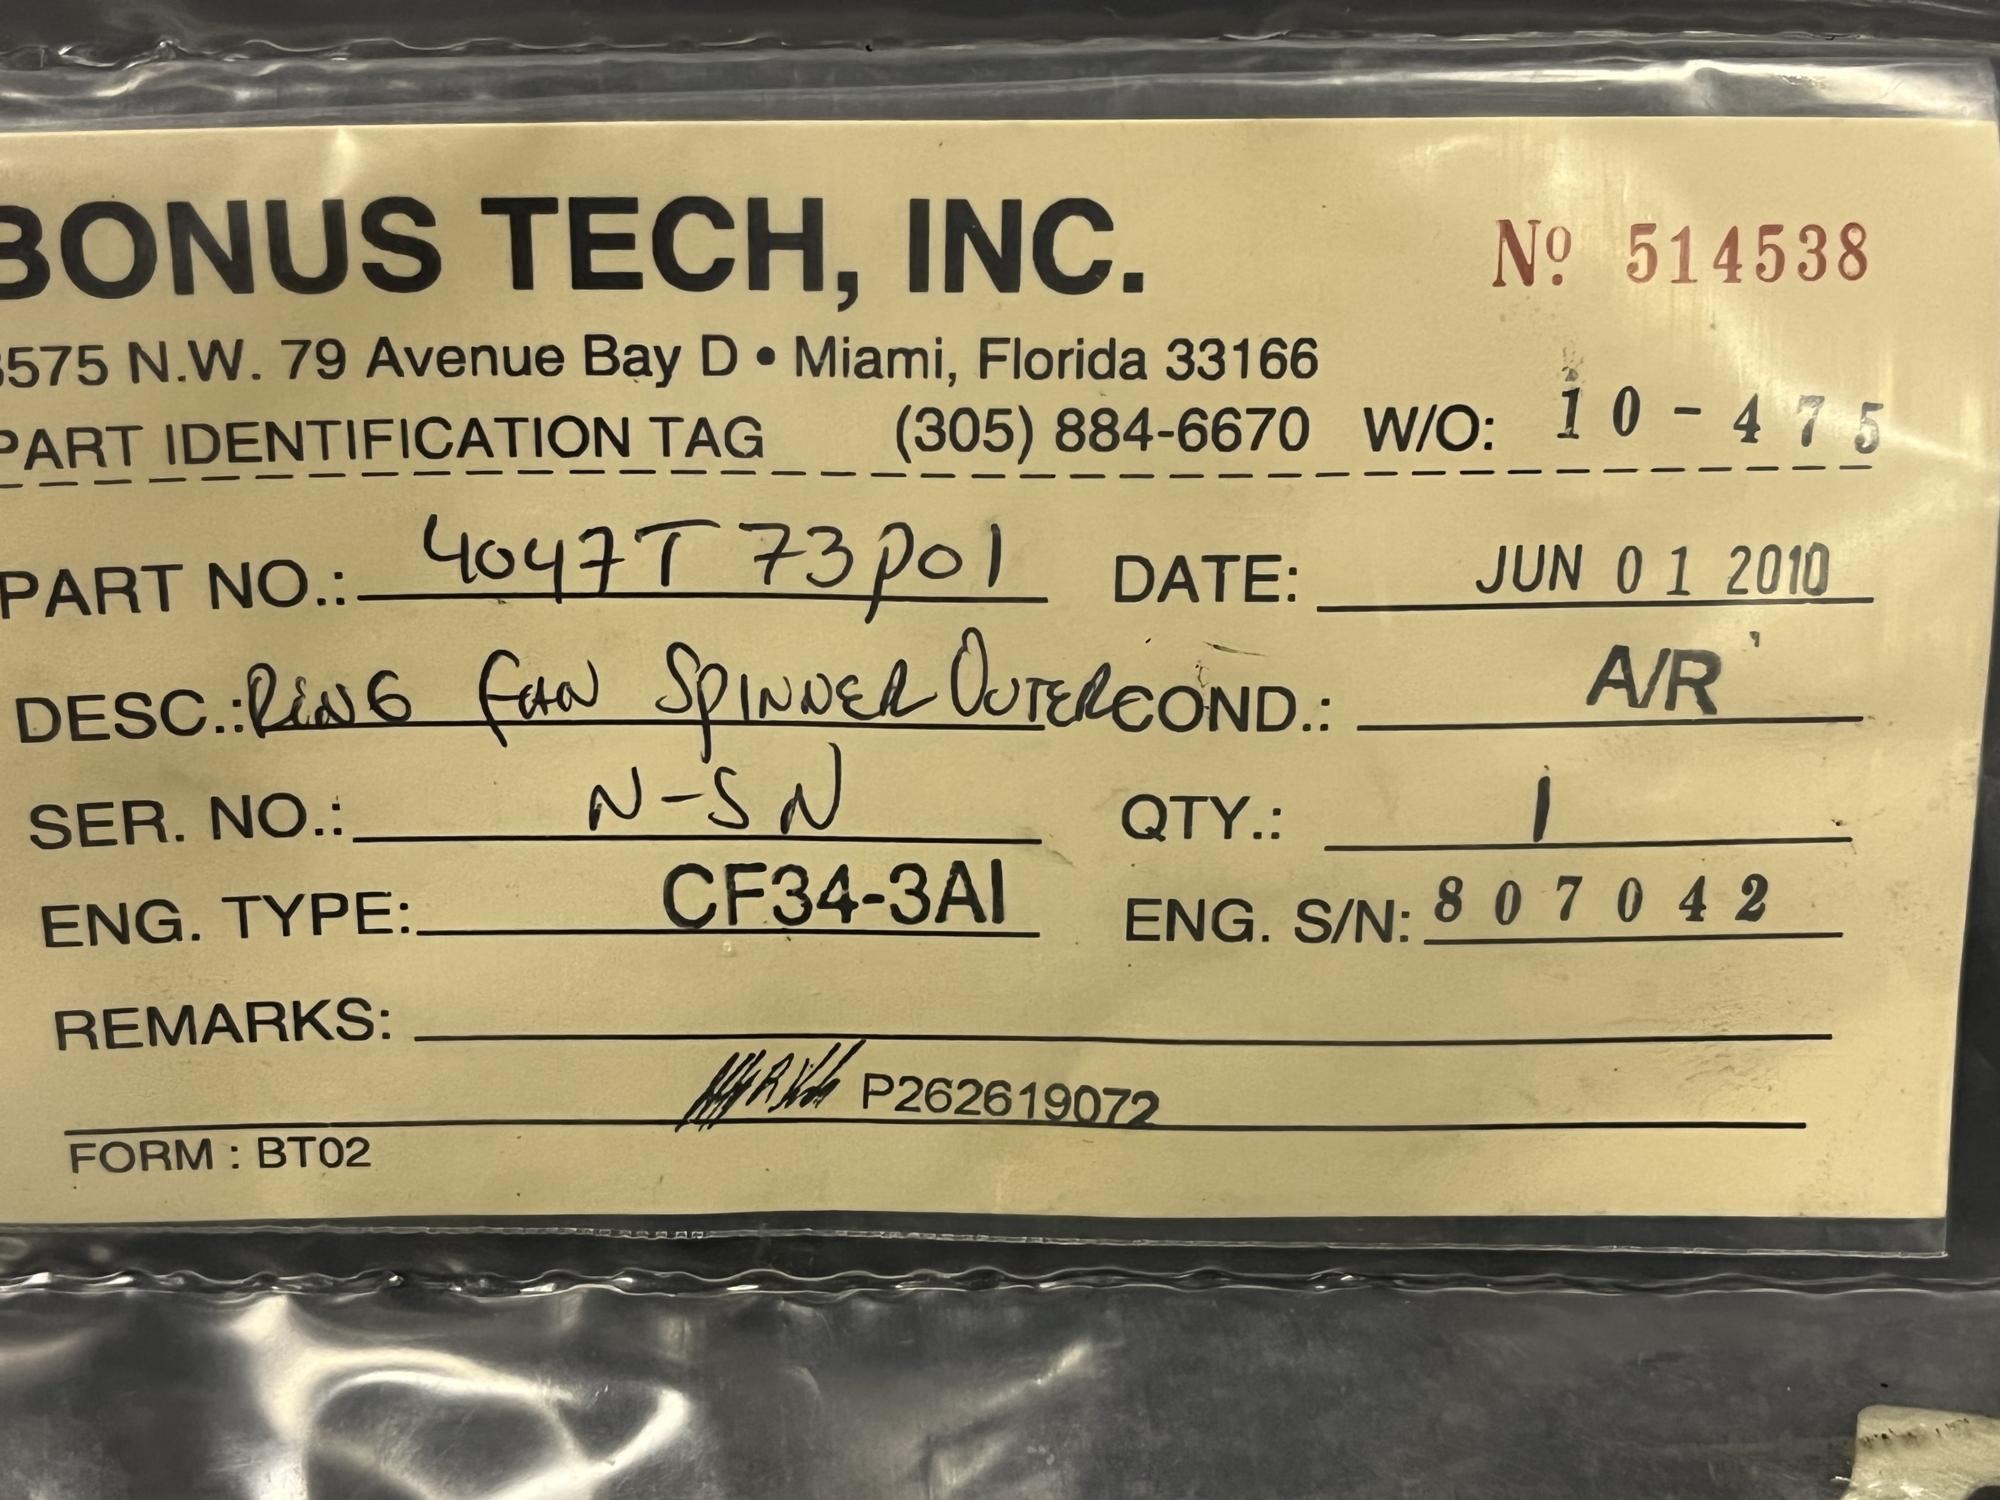 BONUS TECH, INC. Nº 514538
3575 N.W. 79 Avenue Bay D • Miami, Florida 33166
PART IDENTIFICATION TAG (305) 884-6670 W/O: 10-475
PART NO.: 4047T73P01 DATE: JUN 01 2010
DESC.: RING FAN SPINNER OUTER COND.: A/R
SER. NO.: N-SN QTY.: 1
ENG. TYPE: CF34-3A1 ENG. S/N: 807042
REMARKS:
P262619072
FORM : BT02